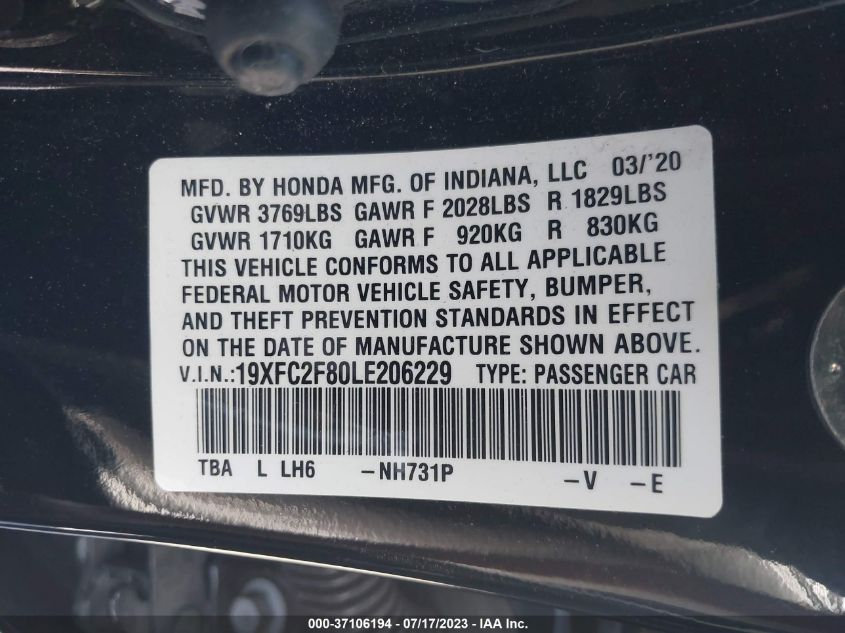 MFD. BY HONDA MFG. OF INDIANA, LLC 03/'20
GVWR 3769LBS GAWR F 2028LBS R 1829LBS
GVWR 1710KG GAWR F 920KG R 830KG
THIS VEHICLE CONFORMS TO ALL APPLICABLE
FEDERAL MOTOR VEHICLE SAFETY, BUMPER,
AND THEFT PREVENTION STANDARDS IN EFFECT
ON THE DATE OF MANUFACTURE SHOWN ABOVE.
V.I.N.:19XFC2F80LE206229 TYPE: PASSENGER CAR
TBA L LH6 -NH731P -V -E
000-37106194 - 07/17/2023 - IAA Inc.